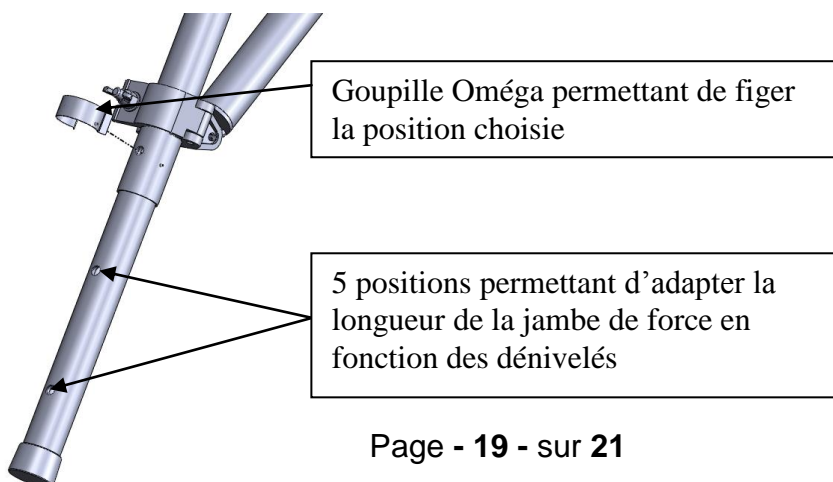 Goupille Oméga permettant de figer
la position choisie
5 positions permettant d’adapter la
longueur de la jambe de force en
fonction des dénivelés
Page - 19 - sur 21